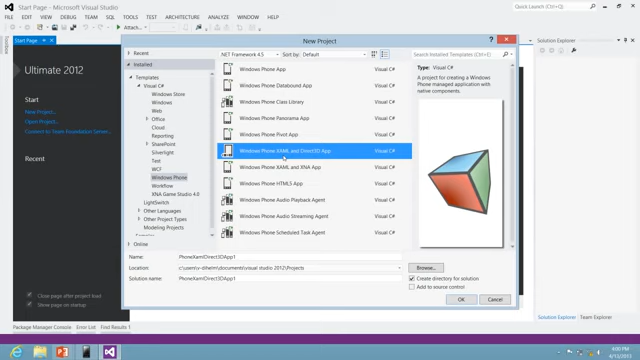 Start Page - Microsoft Visual Studio
Quick Launch (Ctrl+Q)
FILE EDIT VIEW DEBUG TEAM SQL TOOLS TEST ARCHITECTURE ANALYZE WINDOW HELP
Attach...
Toolbox
Start Page
Solution Explorer
Ultimate 2012
Start
New Project...
Open Project...
Connect To Team Foundation Server...
Recent
Close page after project load
Show page on startup
New Project
Recent
Installed
Templates
Visual C#
Windows Store
Windows
Web
Office
Cloud
Reporting
SharePoint
Silverlight
Test
WCF
Windows Phone
Workflow
XNA Game Studio 4.0
LightSwitch
Other Languages
Other Project Types
Modeling Projects
Online
.NET Framework 4.5
Sort by: Default
Search Installed Templates (Ctrl+E)
Windows Phone App Visual C#
Windows Phone Databound App Visual C#
Windows Phone Class Library Visual C#
Windows Phone Panorama App Visual C#
Windows Phone Pivot App Visual C#
Windows Phone XAML and Direct3D App Visual C#
Windows Phone XAML and XNA App Visual C#
Windows Phone HTML5 App Visual C#
Windows Phone Audio Playback Agent Visual C#
Windows Phone Audio Streaming Agent Visual C#
Windows Phone Scheduled Task Agent Visual C#
Type: Visual C#
A project for creating a Windows
Phone managed application with
native components.
Name: PhoneXamlDirect3DApp1
Location:
Browse...
Solution name: PhoneXamlDirect3DApp1
Create directory for solution
Add to source control
OK Cancel
Solution Explorer Team Explorer
Package Manager Console Error List Find Results 1
4:00 PM
4/13/2013